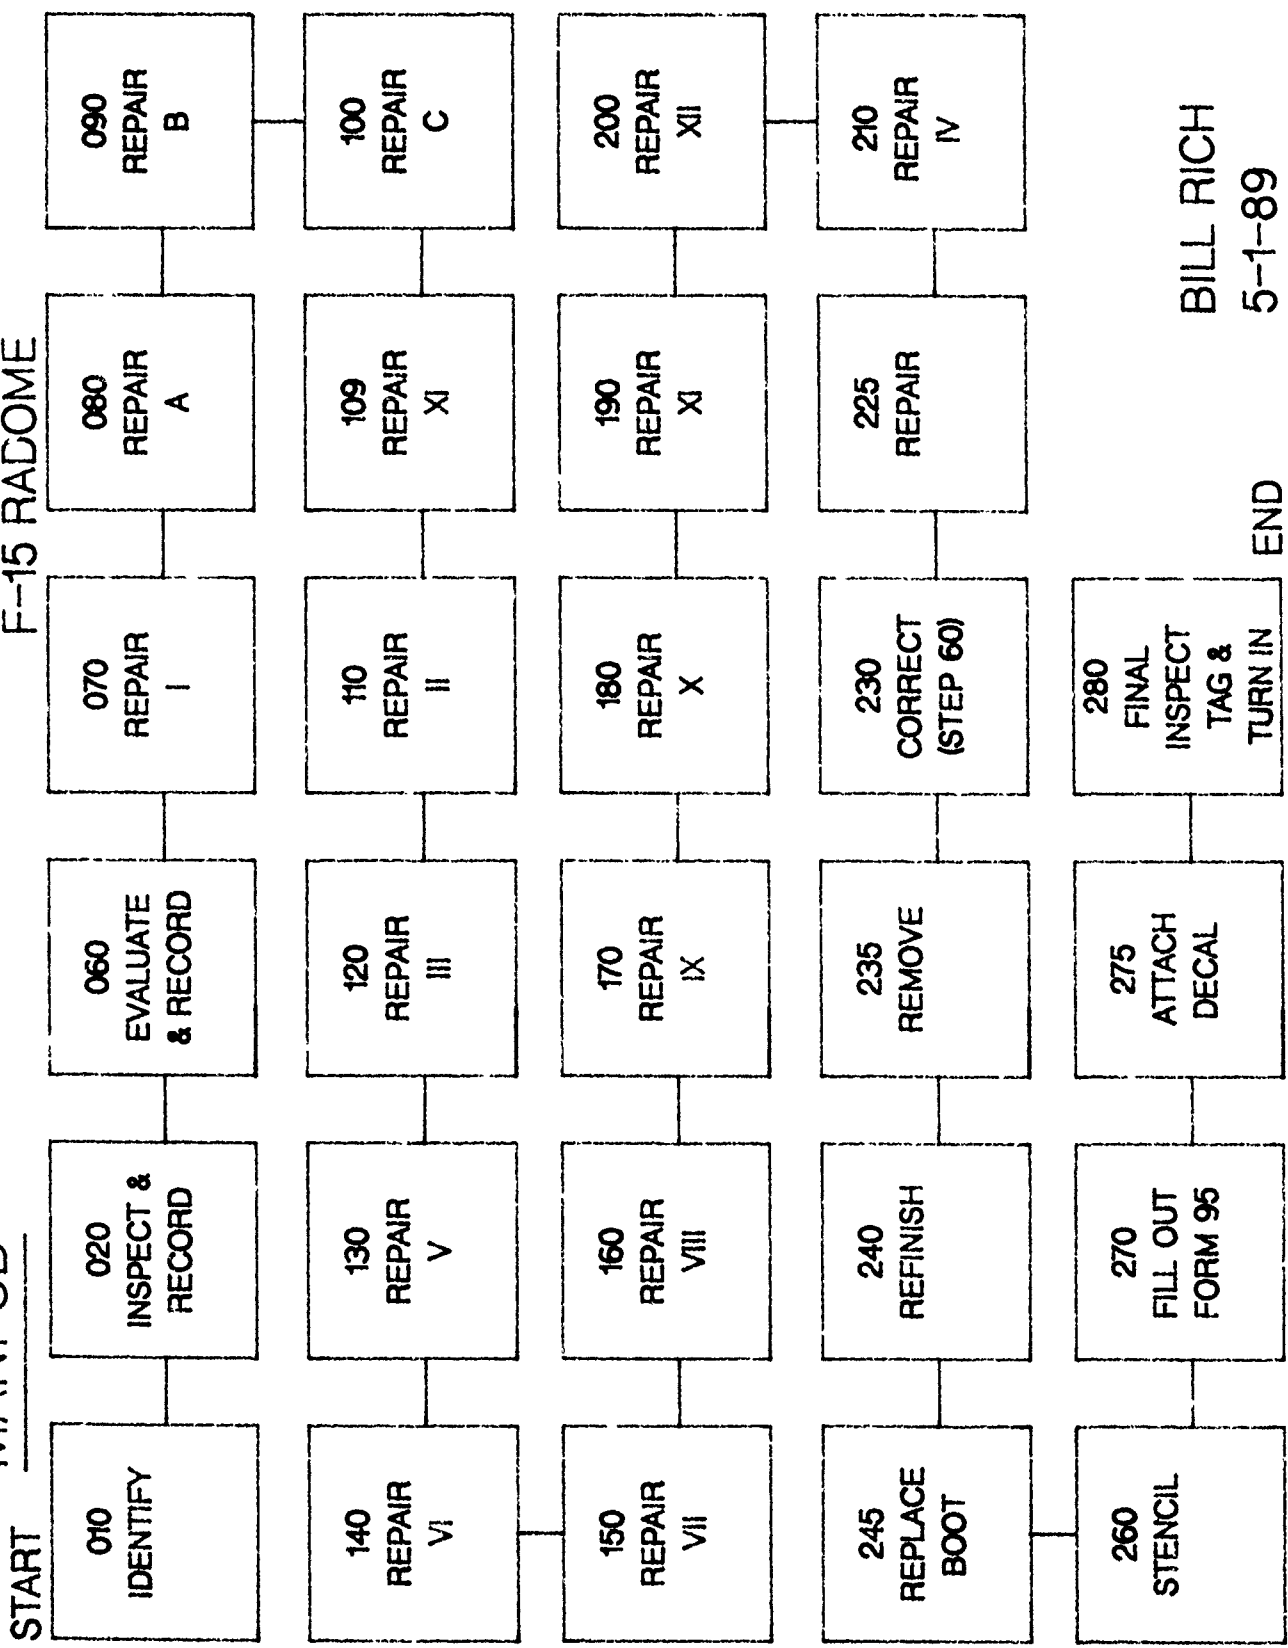 F-15 RADOME
START
010
IDENTIFY
020
INSPECT &
RECORD
060
EVALUATE
& RECORD
070
REPAIR
I
080
REPAIR
A
090
REPAIR
B
100
REPAIR
C
109
REPAIR
XI
110
REPAIR
II
120
REPAIR
III
130
REPAIR
V
140
REPAIR
VI
150
REPAIR
VII
160
REPAIR
VIII
170
REPAIR
IX
180
REPAIR
X
190
REPAIR
XI
200
REPAIR
XII
210
REPAIR
IV
225
REPAIR
230
CORRECT
(STEP 60)
235
REMOVE
240
REFINISH
245
REPLACE
BOOT
260
STENCIL
270
FILL OUT
FORM 95
275
ATTACH
DECAL
280
FINAL
INSPECT
TAG &
TURN IN
END
BILL RICH
5-1-89